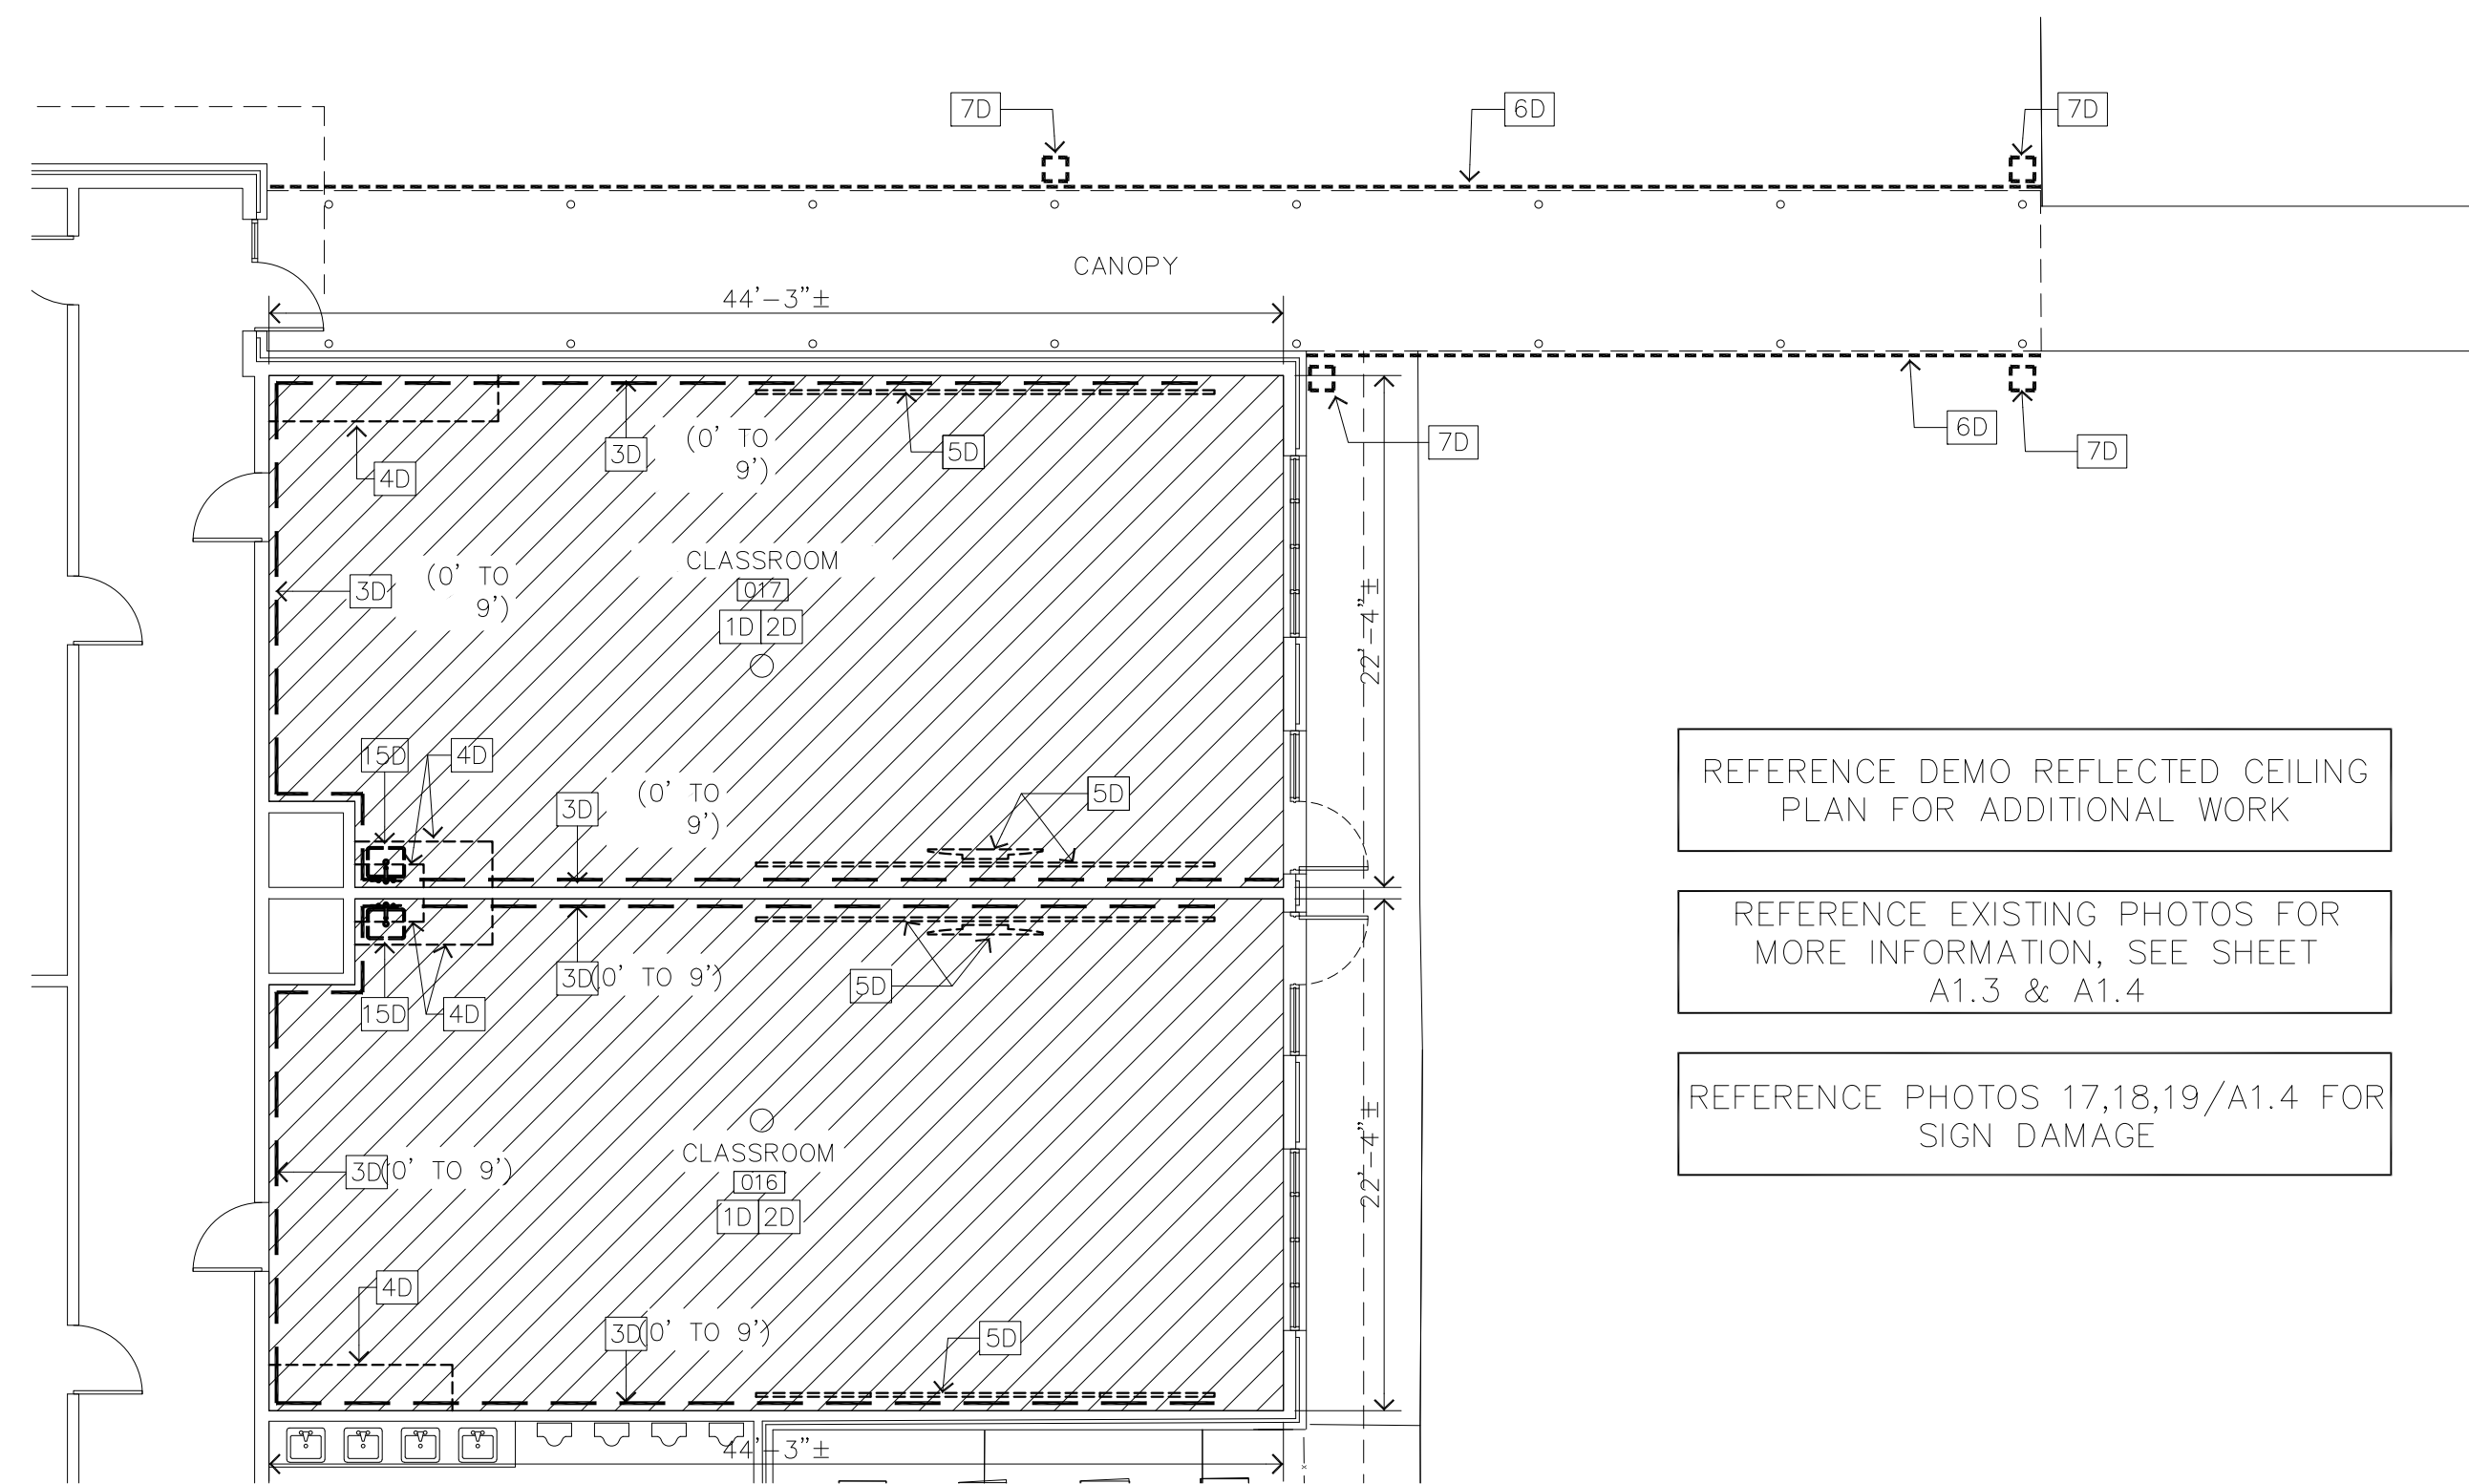 7D
6D
7D
CANOPY
44'-3"±
(0' TO
9')
3D
5D
4D
7D
6D
7D
CLASSROOM
017
1D 2D
(0' TO
9')
3D
22'-4"±
15D
4D
3D
(0' TO
9')
5D
REFERENCE DEMO REFLECTED CEILING
PLAN FOR ADDITIONAL WORK
REFERENCE EXISTING PHOTOS FOR
MORE INFORMATION, SEE SHEET
A1.3 & A1.4
REFERENCE PHOTOS 17,18,19/A1.4 FOR
SIGN DAMAGE
3D(0' TO 9')
5D
15D
4D
22'-4"±
CLASSROOM
016
1D 2D
3D(0' TO 9')
4D
3D(0' TO 9')
5D
44'-3"±